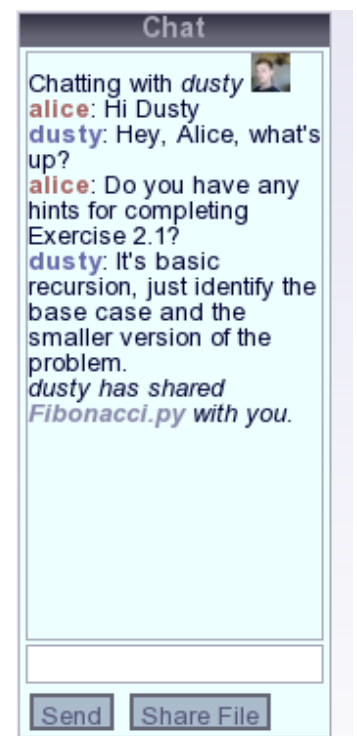 Chat
Chatting with dusty
alice: Hi Dusty
dusty: Hey, Alice, what's
up?
alice: Do you have any
hints for completing
Exercise 2.1?
dusty: It's basic
recursion, just identify the
base case and the
smaller version of the
problem.
dusty has shared
Fibonacci.py with you.
Send
Share File